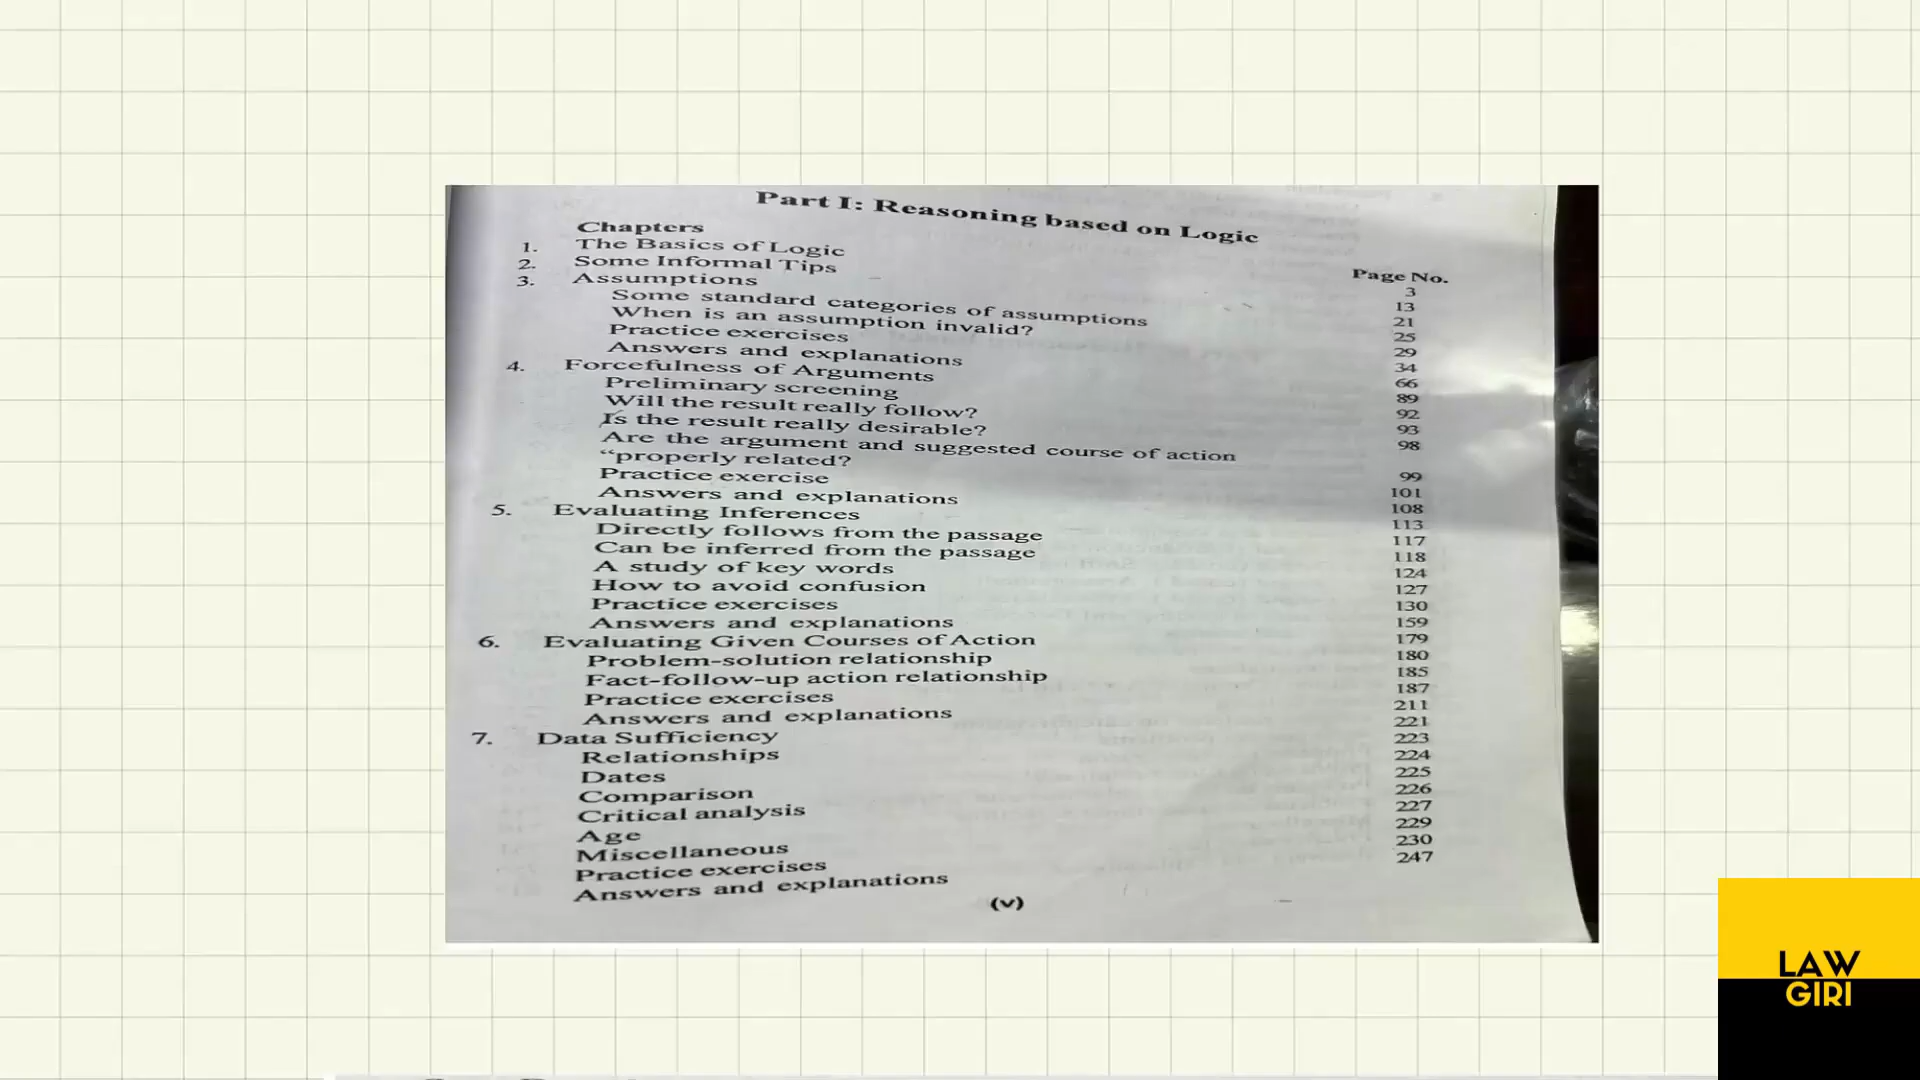 Part I: Reasoning based on Logic
Chapters Page No.
1. The Basics of Logic 3
2. Some Informal Tips 13
3. Assumptions 21
Some standard categories of assumptions 25
When is an assumption invalid? 29
Practice exercises 34
Answers and explanations 66
4. Forcefulness of Arguments 89
Preliminary screening 92
Will the result really follow? 93
Is the result really desirable? 98
Are the argument and suggested course of action
“properly related? 99
Practice exercise 101
Answers and explanations 108
5. Evaluating Inferences 113
Directly follows from the passage 117
Can be inferred from the passage 118
A study of key words 124
How to avoid confusion 127
Practice exercises 130
Answers and explanations 159
6. Evaluating Given Courses of Action 179
Problem-solution relationship 180
Fact-follow-up action relationship 185
Practice exercises 187
Answers and explanations 211
7. Data Sufficiency 221
Relationships 223
Dates 224
Comparison 225
Critical analysis 226
Age 227
Miscellaneous 229
Practice exercises 230
Answers and explanations 247
(v)
LAW
GIRI